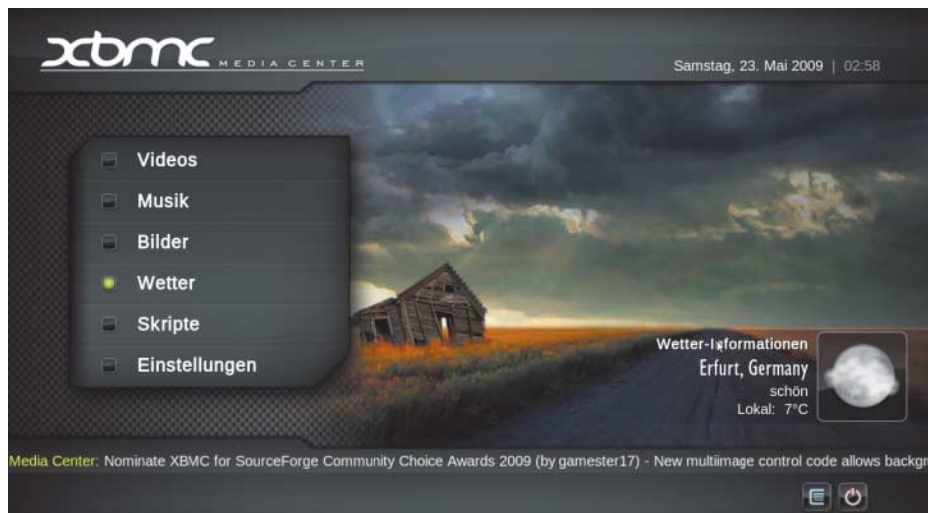 xbmc MEDIA CENTER
Samstag, 23. Mai 2009 | 02:58
Videos
Musik
Bilder
Wetter
Skripte
Einstellungen
Wetter-Informationen
Erfurt, Germany
schön
Lokal: 7°C
Media Center: Nominate XBMC for SourceForge Community Choice Awards 2009 (by gamester17) - New multiimage control code allows backgr